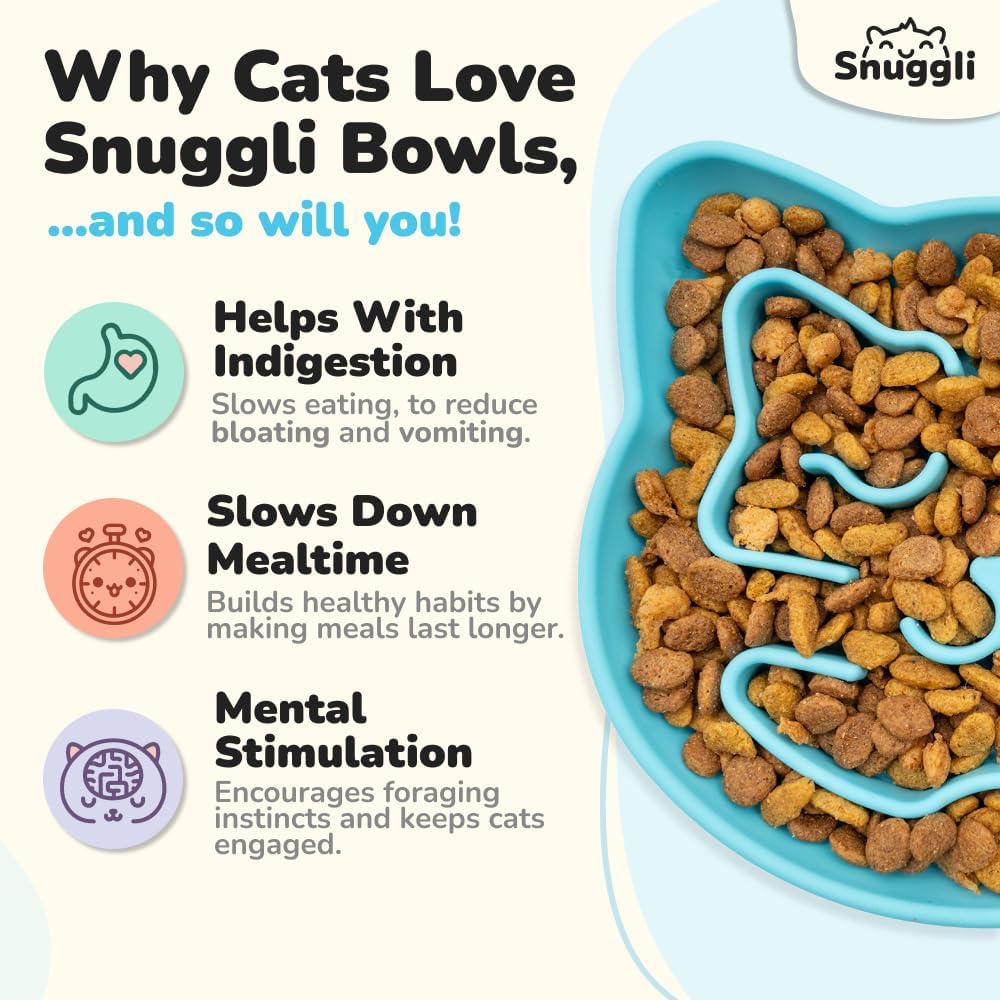 Snuggli
Why Cats Love
Snuggli Bowls,
...and so will you!
Helps With
Indigestion
Slows eating, to reduce
bloating and vomiting.
Slows Down
Mealtime
Builds healthy habits by
making meals last longer.
Mental
Stimulation
Encourages foraging
instincts and keeps cats
engaged.